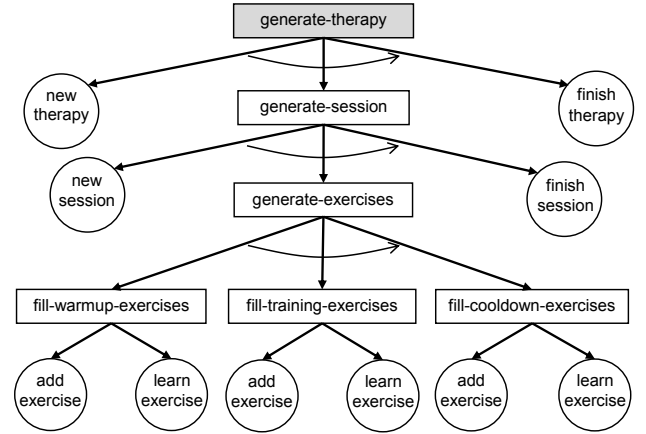 generate-therapy
new
therapy
generate-session
finish
therapy
new
session
generate-exercises
finish
session
fill-warmup-exercises
fill-training-exercises
fill-cooldown-exercises
add
exercise
learn
exercise
add
exercise
learn
exercise
add
exercise
learn
exercise